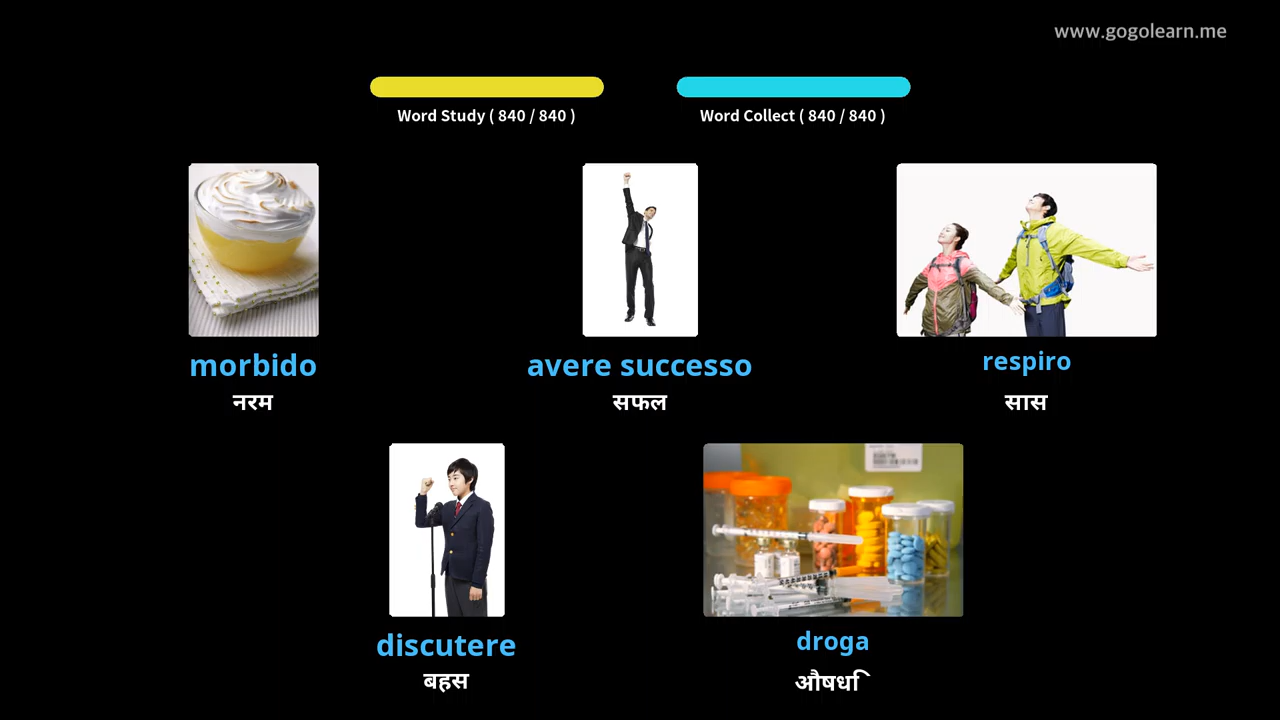 www.gogolearn.me
Word Study ( 840 / 840 )
Word Collect ( 840 / 840 )
morbido
नरम
avere successo
सफल
respiro
सास
discutere
बहस
droga
औषधि